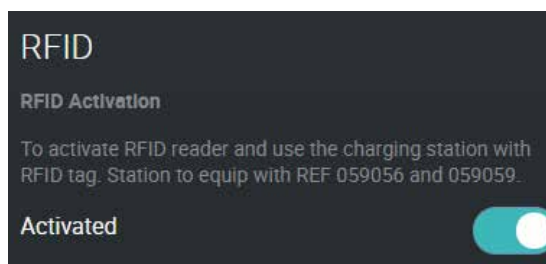 RFID
RFID Activation
To activate RFID reader and use the charging station with
RFID tag. Station to equip with REF 059056 and 059059.
Activated